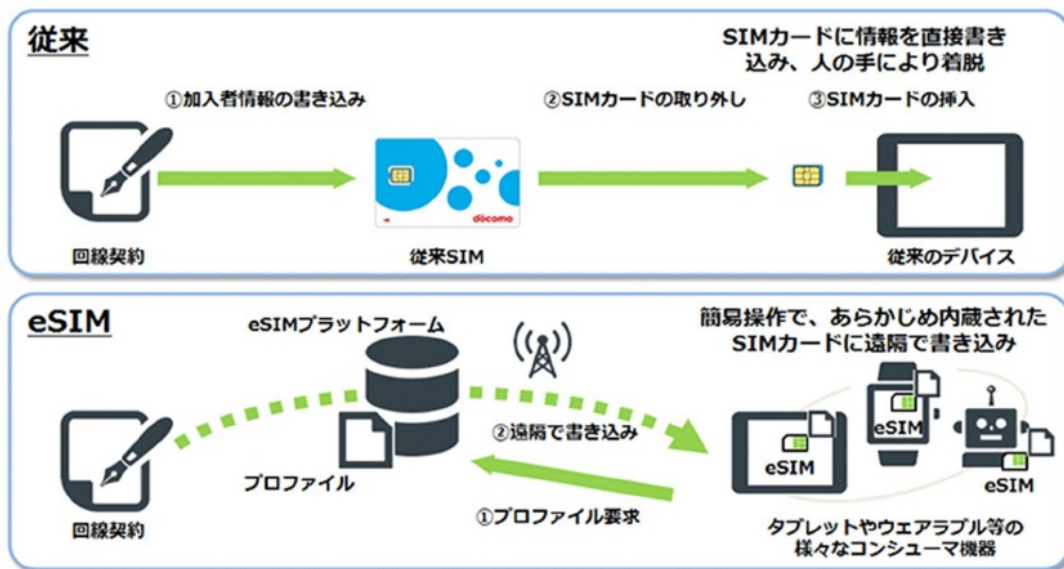 従来
SIMカードに情報を直接書き
込み、人の手により着脱
①加入者情報の書き込み
②SIMカードの取り外し
③SIMカードの挿入
döcomo
回線契約
従来SIM
従来のデバイス
eSIM
eSIMプラットフォーム
簡易操作で、あらかじめ内蔵された
SIMカードに遠隔で書き込み
②遠隔で書き込み
eSIM
eSIM
eSIM
プロファイル
①プロファイル要求
回線契約
タブレットやウェアラブル等の
様々なコンシューマ機器